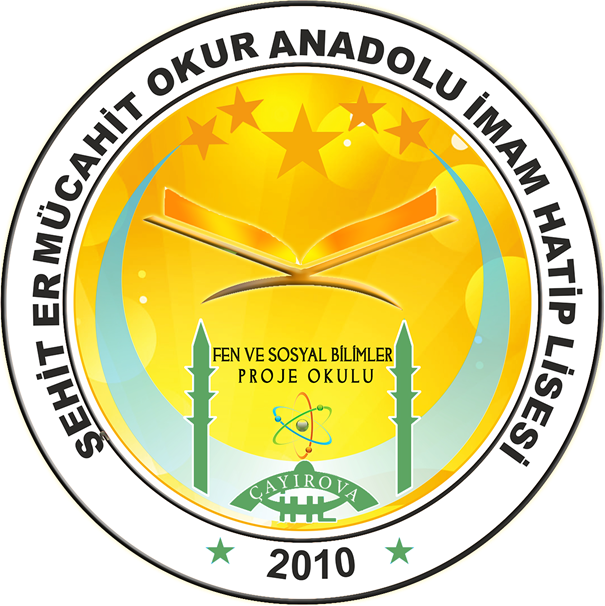 ŞEHİT ER MÜCAHİT OKUR ANADOLU İMAM HATİP LİSESİ
FEN VE SOSYAL BİLİMLER
PROJE OKULU
ÇAYIROVA
İHL
2010